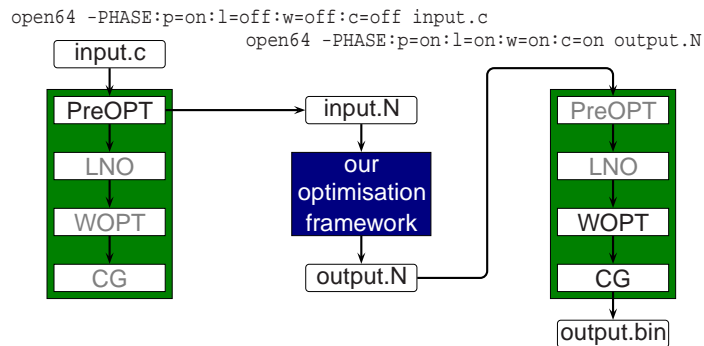 open64 -PHASE:p=on:l=off:w=off:c=off input.c
open64 -PHASE:p=on:l=on:w=on:c=on output.N
input.c
PreOPT
LNO
WOPT
CG
input.N
our
optimisation
framework
output.N
PreOPT
LNO
WOPT
CG
output.bin